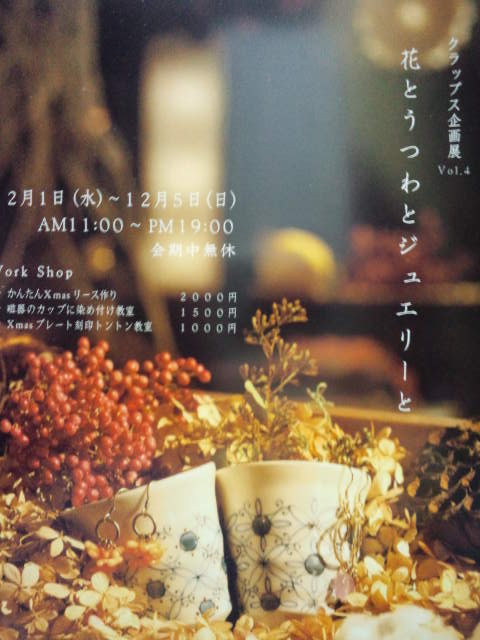 クラップス企画展
Vol.4
花とうつわとジュエリーと
2月1日(水)~12月5日(日)
AM11:00~PM19:00
会期中無休
Work Shop
かんたんXmasリース作り 2000円
磁器のカップに染め付け教室 1500円
Xmasプレート刻印トントン教室 1000円